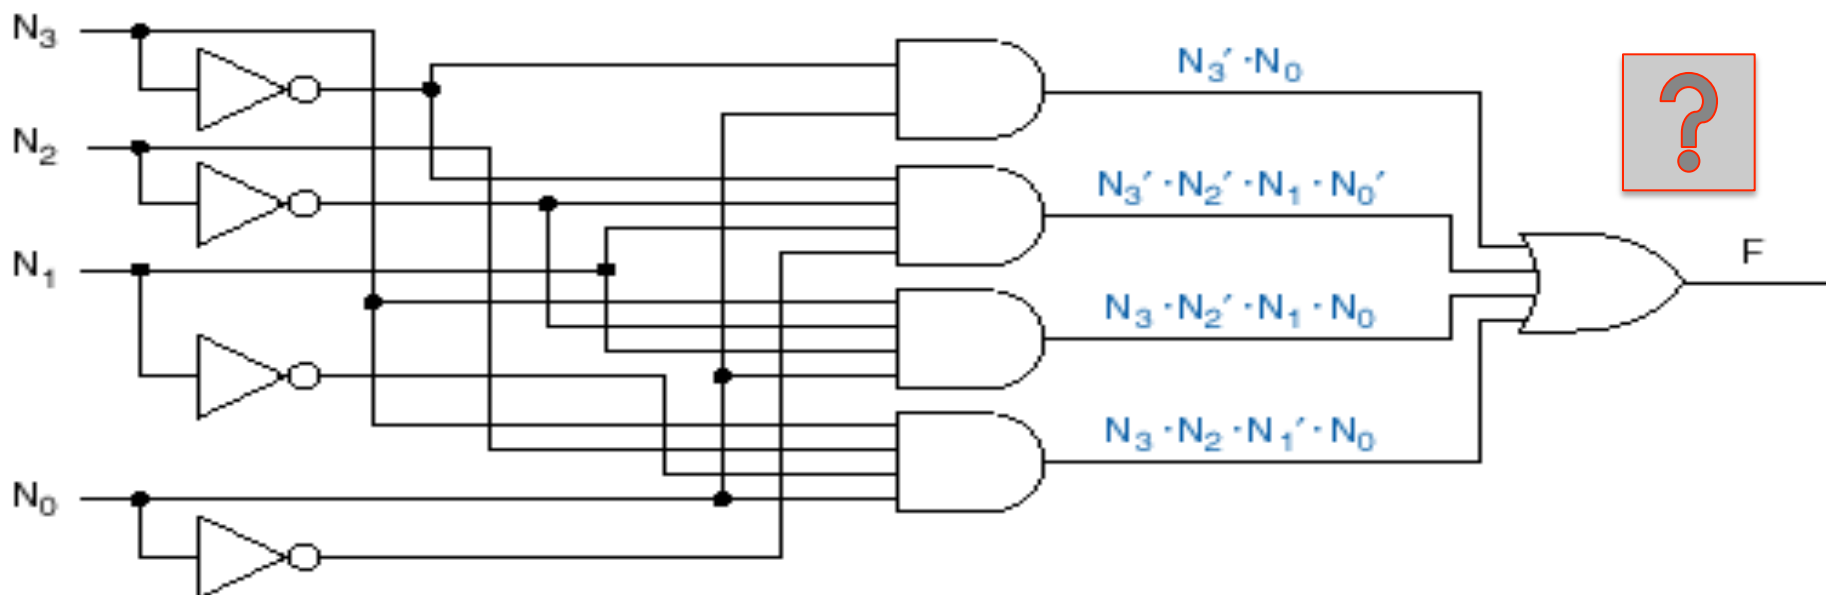 N₃
N₃′ · N₀
?
N₂
N₃′ · N₂′ · N₁ · N₀′
N₁
F
N₃ · N₂′ · N₁ · N₀
N₃ · N₂ · N₁′ · N₀
N₀